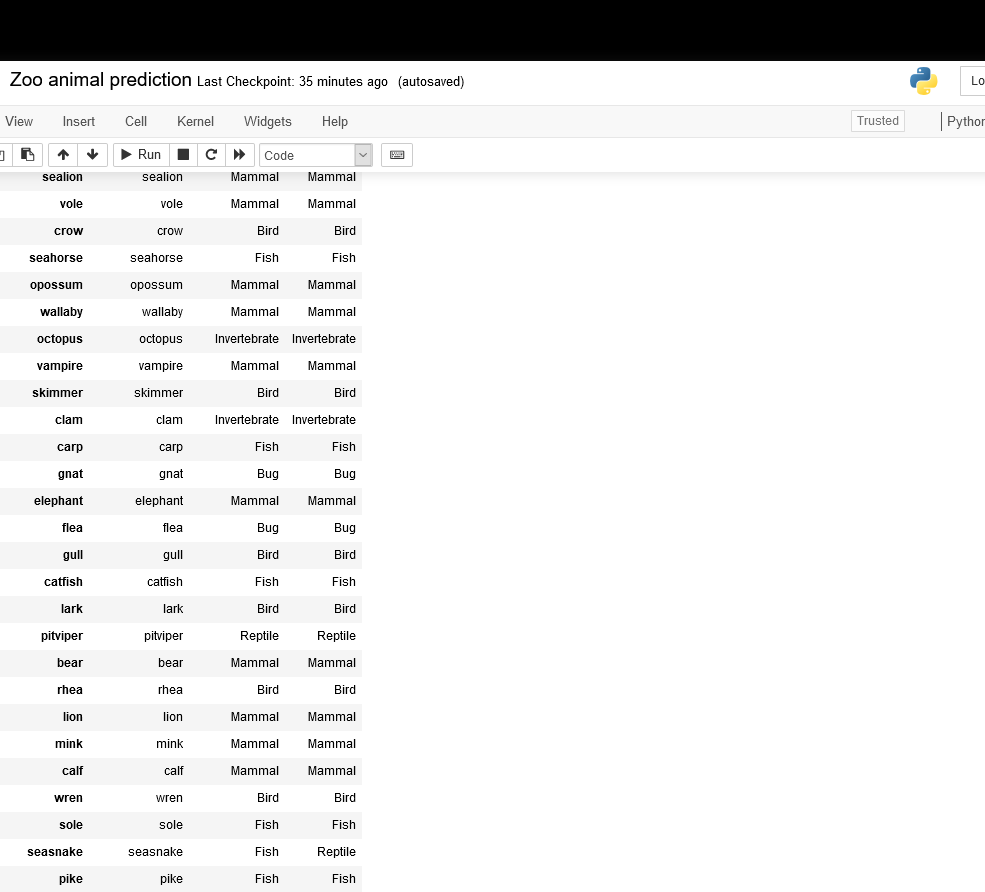 Zoo animal prediction Last Checkpoint: 35 minutes ago (autosaved)
Lo
View Insert Cell Kernel Widgets Help Trusted Python
Run Code
sealion sealion Mammal Mammal
vole vole Mammal Mammal
crow crow Bird Bird
seahorse seahorse Fish Fish
opossum opossum Mammal Mammal
wallaby wallaby Mammal Mammal
octopus octopus Invertebrate Invertebrate
vampire vampire Mammal Mammal
skimmer skimmer Bird Bird
clam clam Invertebrate Invertebrate
carp carp Fish Fish
gnat gnat Bug Bug
elephant elephant Mammal Mammal
flea flea Bug Bug
gull gull Bird Bird
catfish catfish Fish Fish
lark lark Bird Bird
pitviper pitviper Reptile Reptile
bear bear Mammal Mammal
rhea rhea Bird Bird
lion lion Mammal Mammal
mink mink Mammal Mammal
calf calf Mammal Mammal
wren wren Bird Bird
sole sole Fish Fish
seasnake seasnake Fish Reptile
pike pike Fish Fish